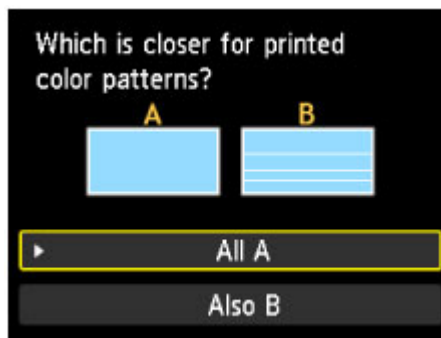 Which is closer for printed
color patterns?
A B
All A
Also B